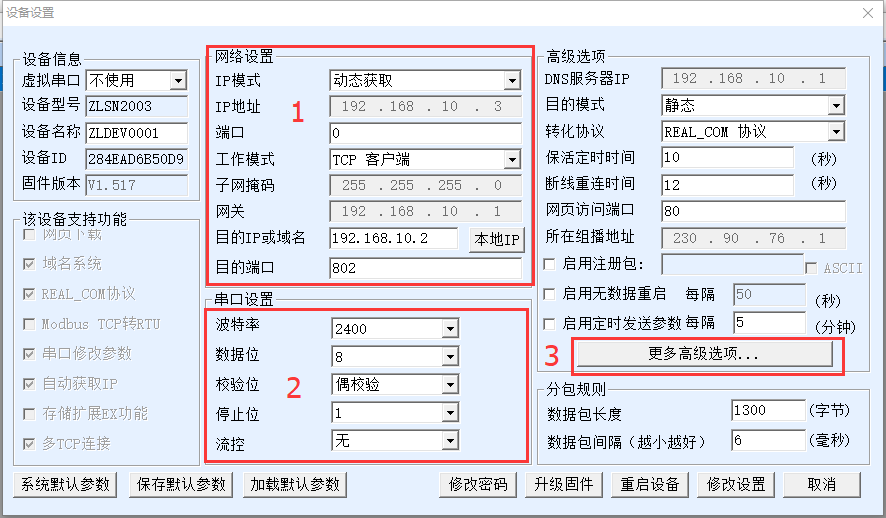 设备设置
设备信息
虚拟串口 不使用
设备型号 ZLSN2003
设备名称 ZLDEV0001
设备ID 284EAD6B50D9
固件版本 V1.517
该设备支持功能
网页下载
域名系统
REAL_COM协议
Modbus TCP转RTU
串口修改参数
自动获取IP
存储扩展EX功能
多TCP连接
网络设置
1
IP模式 动态获取
IP地址 192 .168 . 10 . 3
端口 0
工作模式 TCP 客户端
子网掩码 255 .255 .255 . 0
网关 192 .168 . 10 . 1
目的IP或域名 192.168.10.2 本地IP
目的端口 802
串口设置
2
波特率 2400
数据位 8
校验位 偶校验
停止位 1
流控 无
高级选项
DNS服务器IP 192 .168 . 10 . 1
目的模式 静态
转化协议 REAL_COM 协议
保活定时时间 10 (秒)
断线重连时间 12 (秒)
网页访问端口 80
所在组播地址 230 . 90 . 76 . 1
启用注册包: ASCII
启用无数据重启 每隔 50 (秒)
启用定时发送参数 每隔 5 (分钟)
3 更多高级选项...
分包规则
数据包长度 1300 (字节)
数据包间隔（越小越好） 6 (毫秒)
系统默认参数 保存默认参数 加载默认参数 修改密码 升级固件 重启设备 修改设置 取消